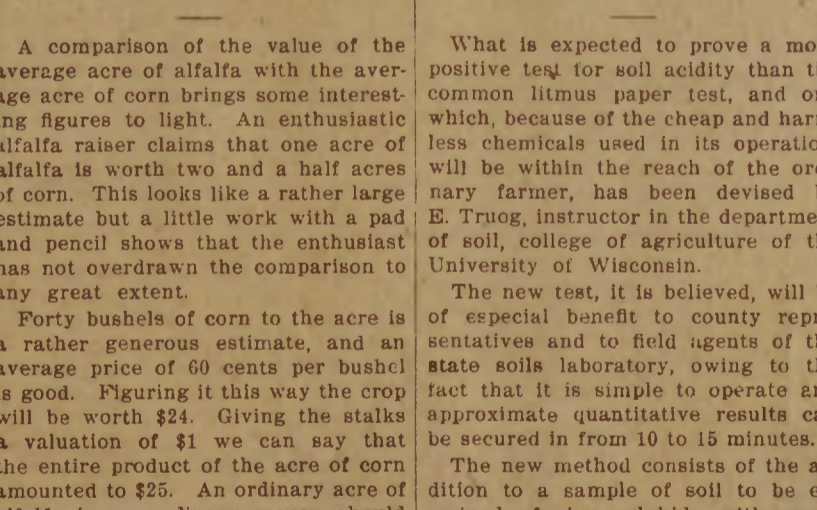 A comparison of the value of the
average acre of alfalfa with the aver-
age acre of corn brings some interest-
ing figures to light. An enthusiastic
alfalfa raiser claims that one acre of
alfalfa is worth two and a half acres
of corn. This looks like a rather large
estimate but a little work with a pad
and pencil shows that the enthusiast
has not overdrawn the comparison to
any great extent.
Forty bushels of corn to the acre is
a rather generous estimate, and an
average price of 60 cents per bushel
is good. Figuring it this way the crop
will be worth $24. Giving the stalks
a valuation of $1 we can say that
the entire product of the acre of corn
amounted to $25. An ordinary acre of
What is expected to prove a mo
positive test for soil acidity than t
common litmus paper test, and o
which, because of the cheap and har
less chemicals used in its operatio
will be within the reach of the or
nary farmer, has been devised
E. Truog, instructor in the departme
of soil, college of agriculture of t
University of Wisconsin.
The new test, it is believed, will
of especial benefit to county repr
sentatives and to field agents of t
state soils laboratory, owing to t
fact that it is simple to operate a
approximate quantitative results ca
be secured in from 10 to 15 minutes.
The new method consists of the a
dition to a sample of soil to be e